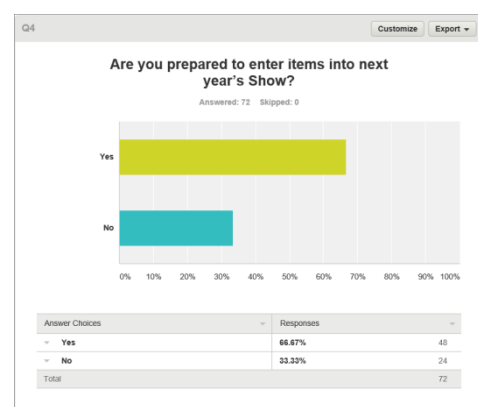 Q4
Customize
Export
Are you prepared to enter items into next
year's Show?
Answered: 72 Skipped: 0
Yes
No
0% 10% 20% 30% 40% 50% 60% 70% 80% 90% 100%
Answer Choices Responses
Yes 66.67% 48
No 33.33% 24
Total 72